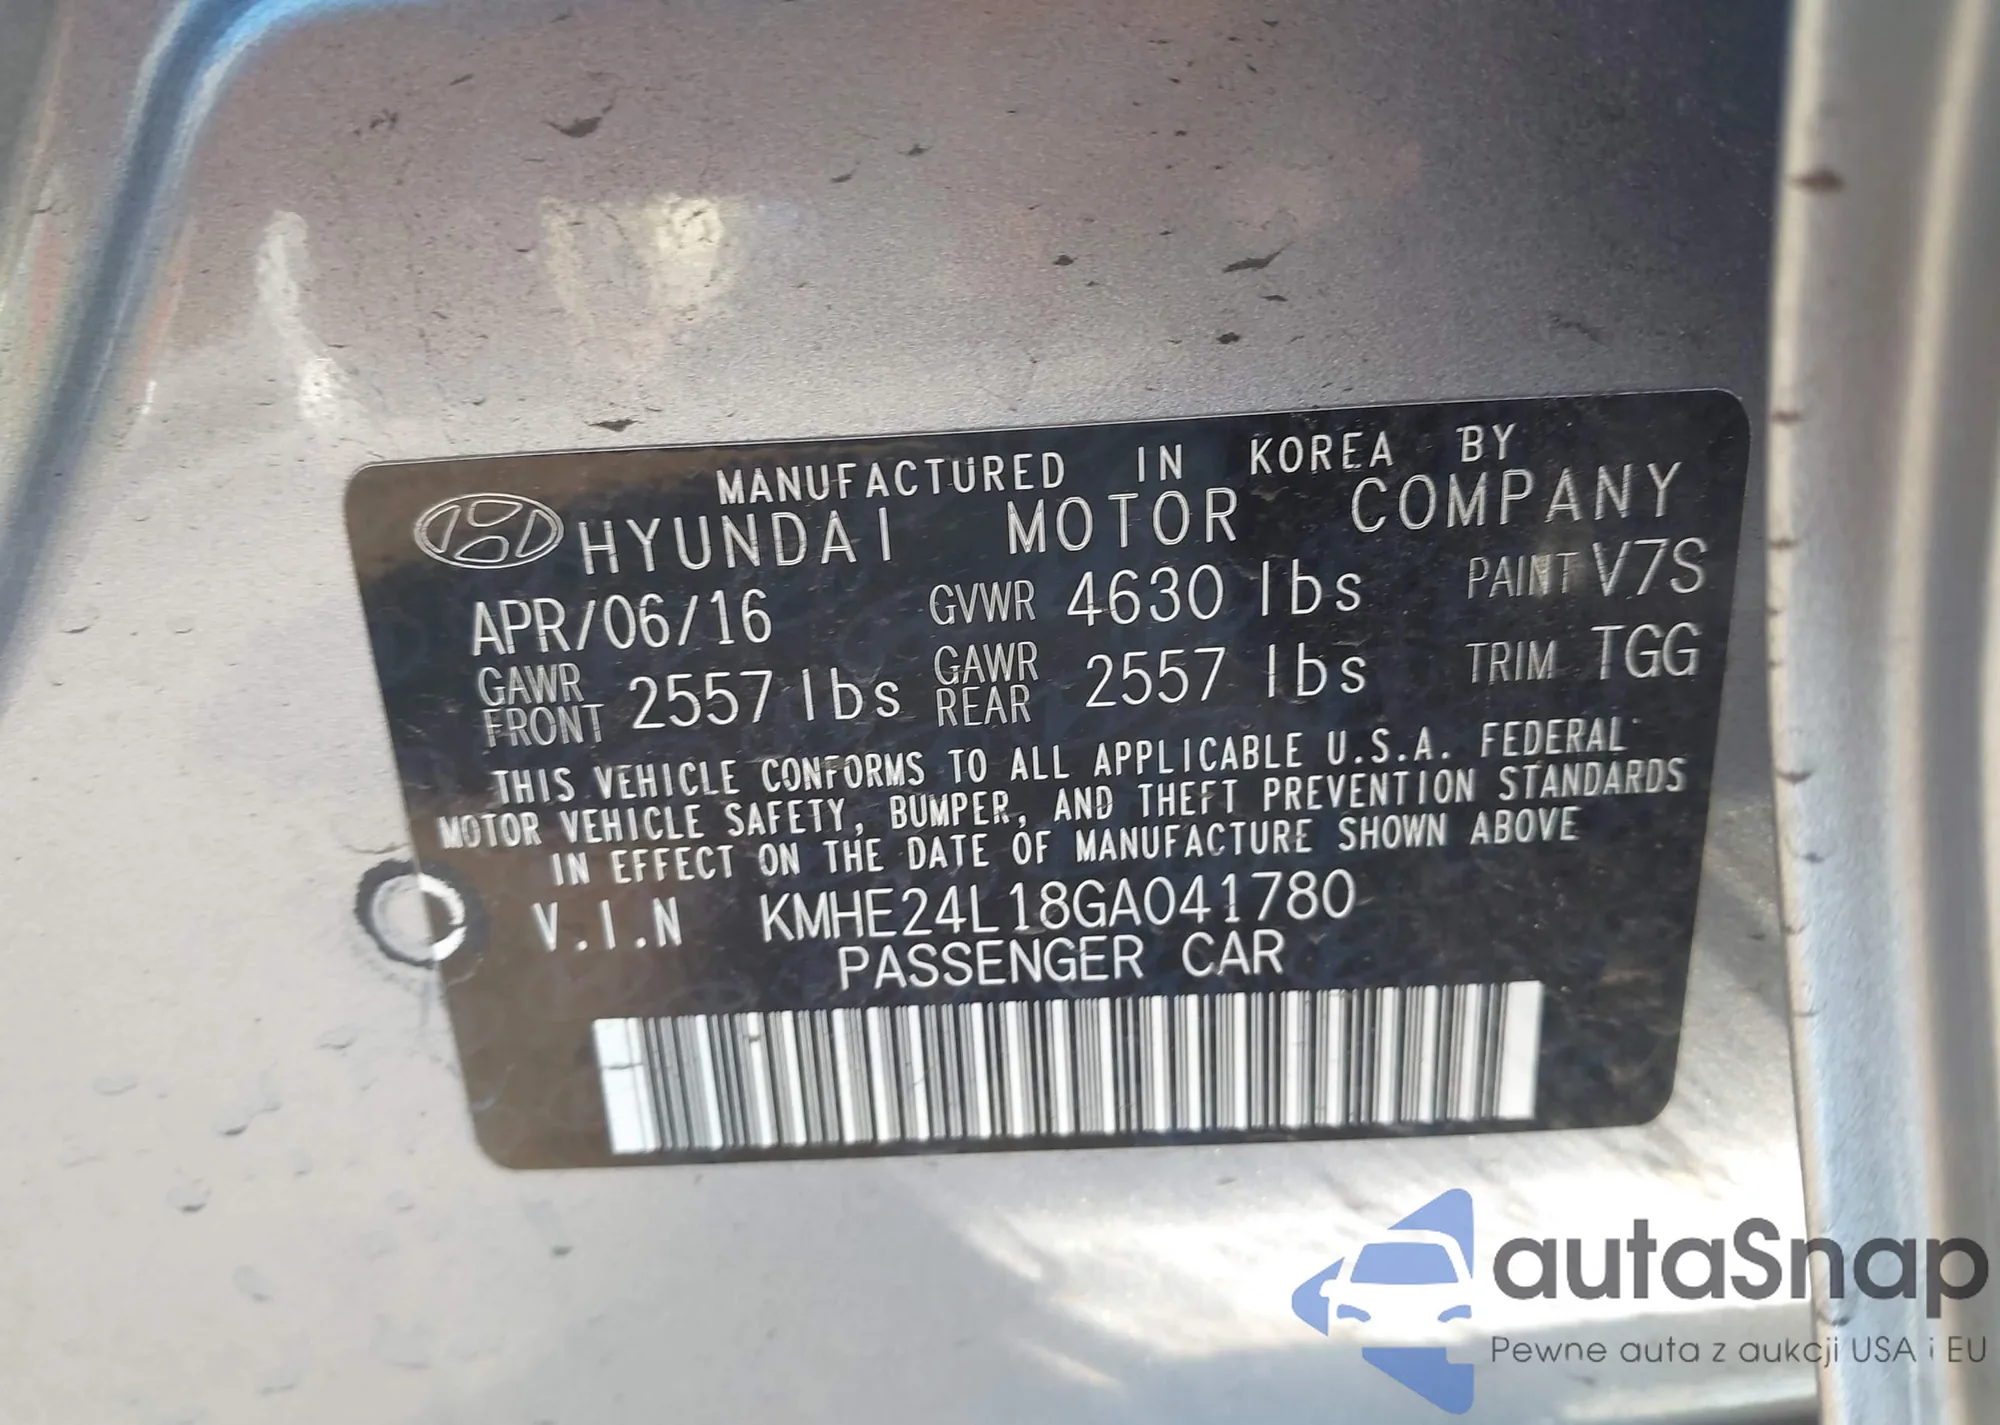 MANUFACTURED IN KOREA BY
HYUNDAI MOTOR COMPANY
APR/06/16 GVWR 4630 lbs PAINT V7S
GAWR FRONT 2557 lbs GAWR REAR 2557 lbs TRIM TGG
THIS VEHICLE CONFORMS TO ALL APPLICABLE U.S.A. FEDERAL
MOTOR VEHICLE SAFETY, BUMPER, AND THEFT PREVENTION STANDARDS
IN EFFECT ON THE DATE OF MANUFACTURE SHOWN ABOVE
V.I.N KMHE24L18GA041780
PASSENGER CAR
autaSnap
Pewne auta z aukcji USA i EU